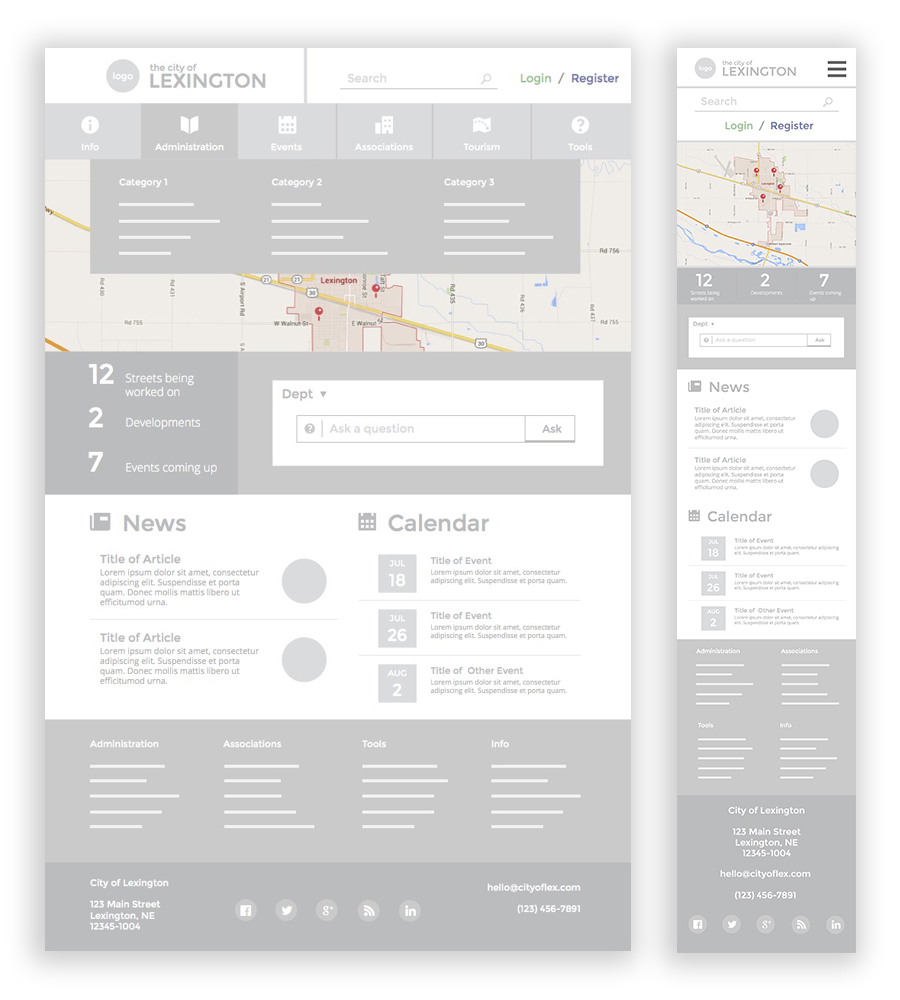 logo
the city of
LEXINGTON
Search
Login / Register
Info
Administration
Events
Associations
Tourism
Tools
Category 1
Category 2
Category 3
Rd 756
Lexington
Rd 430
Rd 431
S Airport Rd
Rd 435
Rd 436
Rd 437
21
21
30
Rd 755
W Walnut St
E Walnut
Rd 755
30
12 Streets being
worked on
2 Developments
7 Events coming up
Dept ▼
? Ask a question
Ask
News
Title of Article
Lorem ipsum dolor sit amet, consectetur
adipiscing elit. Suspendisse et porta
quam. Donec mollis mattis libero ut
efficitumod urna.
Title of Article
Lorem ipsum dolor sit amet, consectetur
adipiscing elit. Suspendisse et porta
quam. Donec mollis mattis libero ut
efficitumod urna.
Calendar
JUL
18
Title of Event
Lorem ipsum dolor sit amet, consectetur
adipiscing elit. Suspendisse et porta quam.
JUL
26
Title of Event
Lorem ipsum dolor sit amet, consectetur
adipiscing elit. Suspendisse et porta quam.
AUG
2
Title of Other Event
Lorem ipsum dolor sit amet, consectetur
adipiscing elit. Suspendisse et porta quam.
Administration
Associations
Tools
Info
City of Lexington
123 Main Street
Lexington, NE
12345-1004
hello@cityoflex.com
(123) 456-7891
logo
the city of
LEXINGTON
Search
Login / Register
Lexington
12
Streets being
worked on
2
Developments
7
Events coming
up
Dept ▼
? Ask a question
Ask
News
Title of Article
Lorem ipsum dolor sit amet, consectetur
adipiscing elit. Suspendisse et porta
quam. Donec mollis mattis libero ut
efficitumod urna.
Title of Article
Lorem ipsum dolor sit amet, consectetur
adipiscing elit. Suspendisse et porta
quam. Donec mollis mattis libero ut
efficitumod urna.
Calendar
JUL
18
Title of Event
Lorem ipsum dolor sit amet, consectetur adipiscing
elit. Suspendisse et porta quam.
JUL
26
Title of Event
Lorem ipsum dolor sit amet, consectetur adipiscing
elit. Suspendisse et porta quam.
AUG
2
Title of Other Event
Lorem ipsum dolor sit amet, consectetur adipiscing
elit. Suspendisse et porta quam.
Administration
Associations
Tools
Info
City of Lexington
123 Main Street
Lexington, NE
12345-1004
hello@cityoflex.com
(123) 456-7891